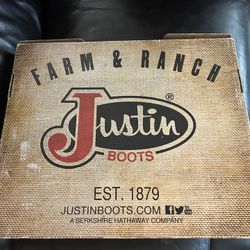 FARM & RANCH
Justin®
BOOTS
EST. 1879
JUSTINBOOTS.COM
A BERKSHIRE HATHAWAY COMPANY